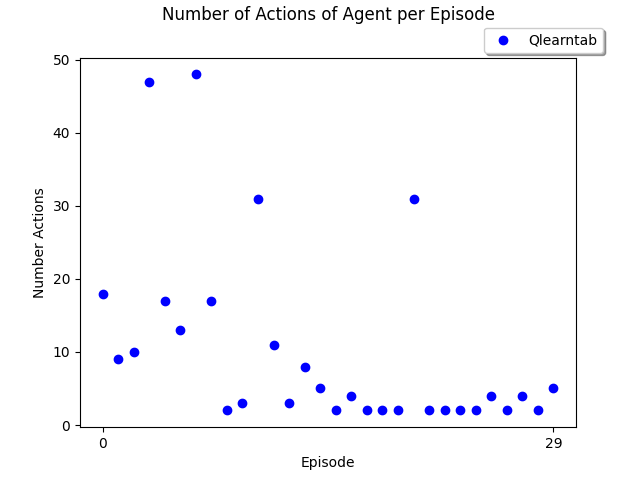 Number of Actions of Agent per Episode
Qlearntab
50
40
30
20
10
0
Number Actions
0 29
Episode